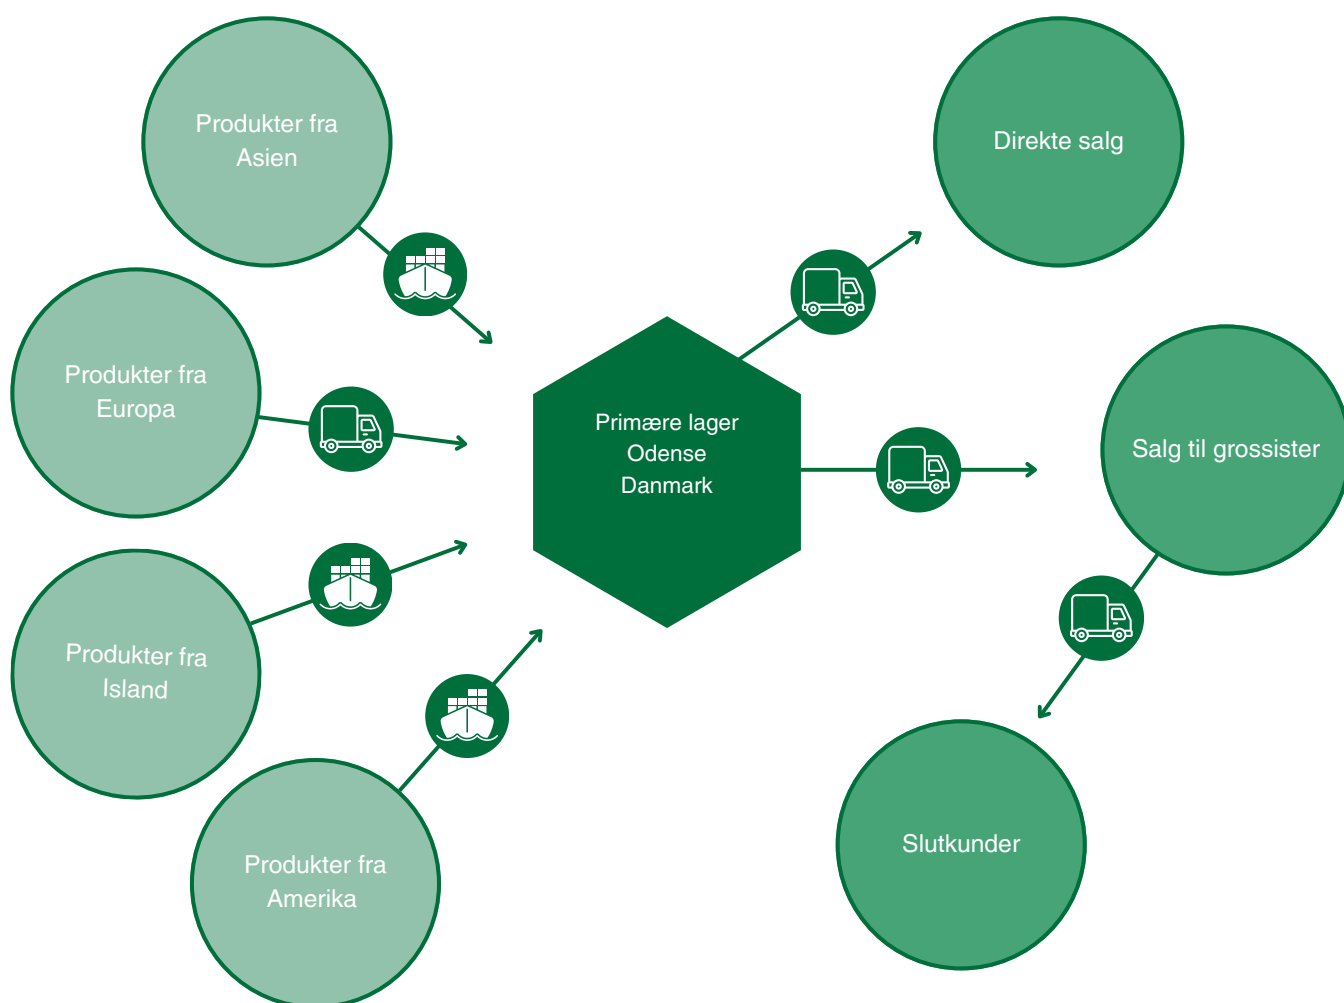 Produkter fra
Asien
Direkte salg
Produkter fra
Europa
Primære lager
Odense
Danmark
Salg til grossister
Produkter fra
Island
Slutkunder
Produkter fra
Amerika